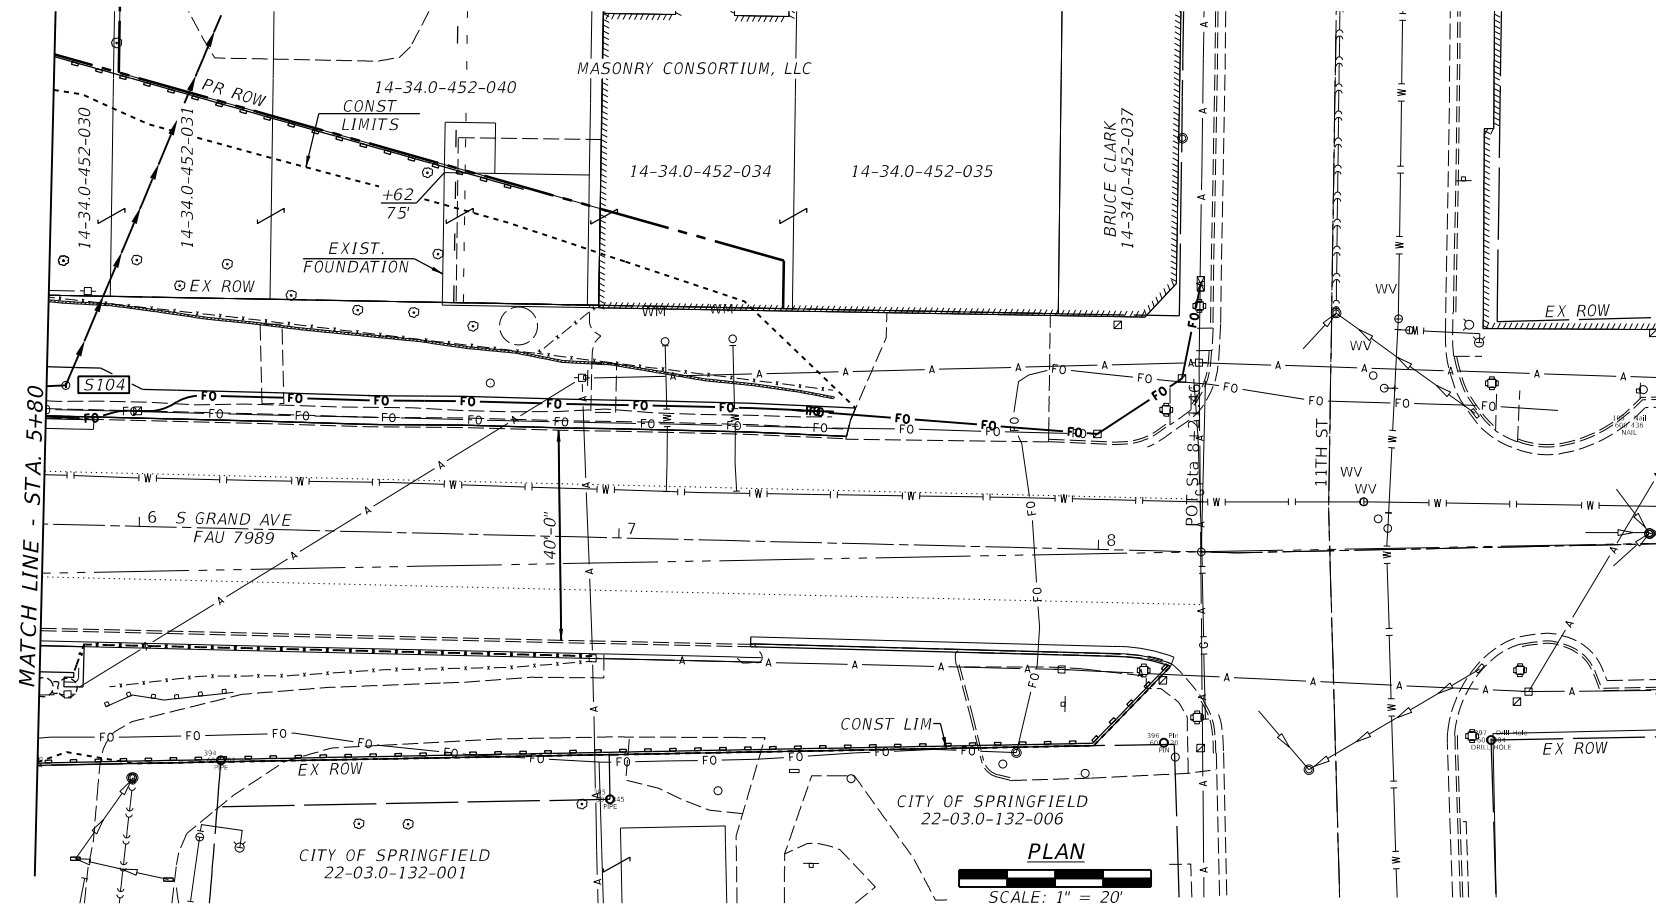 MASONRY CONSORTIUM, LLC
PR ROW
14-34.0-452-040
CONST
LIMITS
14-34.0-452-030
14-34.0-452-031
14-34.0-452-034
14-34.0-452-035
BRUCE CLARK
14-34.0-452-037
+62
75'
EXIST.
FOUNDATION
EX ROW
WM
WM
WV
EX ROW
WV
S104
MATCH LINE - STA. 5+80
11TH ST
WV
WV
6
S GRAND AVE
FAU 7989
40'-0"
7
8
CONST LIM
EX ROW
EX ROW
CITY OF SPRINGFIELD
22-03.0-132-006
CITY OF SPRINGFIELD
22-03.0-132-001
PLAN
SCALE: 1" = 20'